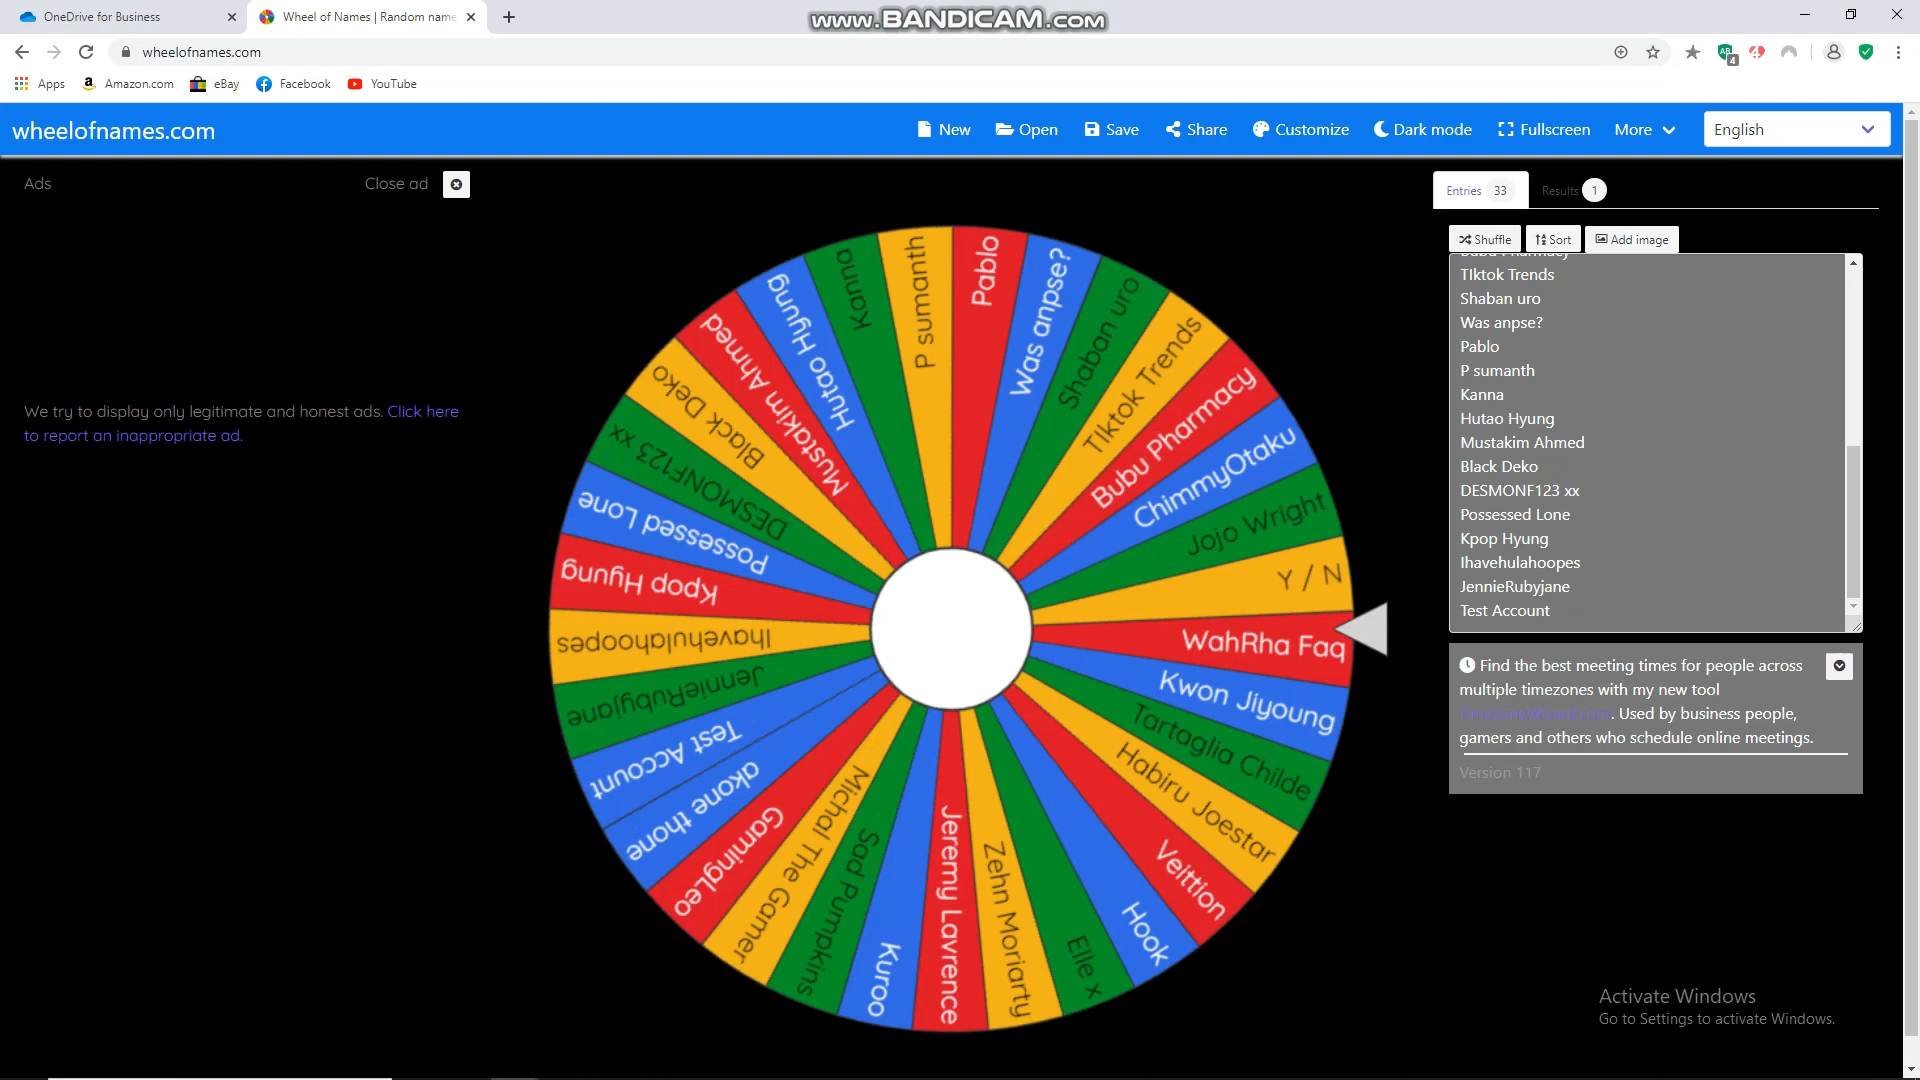 OneDrive for Business
Wheel of Names | Random name
www.BANDICAM.com
wheelofnames.com
4
Apps
Amazon.com
eBay
Facebook
YouTube
wheelofnames.com
New
Open
Save
Share
Customize
Dark mode
Fullscreen
More
English
Ads
Close ad
We try to display only legitimate and honest ads. Click here
to report an inappropriate ad.
Pablo
Was anpse?
Shaban uro
TIktok Trends
Bubu Pharmacy
ChimmyOtaku
Jojo Wright
Y / N
WahRha Faq
Kwon Jiyoung
Tartaglia Childe
Habiru Joestar
Veittion
Hook
Elle x
Zehn Moriarty
Jeremy Lavrence
Kuroo
Sad Pumpkins
Michal The Gamer
GamingLeo
akone thone
Test Account
JennieRubyjane
Ihavehulahoopes
Kpop Hyung
Possessed Lone
DESMONF123 xx
Black Deko
Mustakim Ahmed
Hutao Hyung
Kanna
P sumanth
Entries 33
Results 1
Shuffle
Sort
Add image
Bubu Pharmacy
TIktok Trends
Shaban uro
Was anpse?
Pablo
P sumanth
Kanna
Hutao Hyung
Mustakim Ahmed
Black Deko
DESMONF123 xx
Possessed Lone
Kpop Hyung
Ihavehulahoopes
JennieRubyjane
Test Account
Find the best meeting times for people across
multiple timezones with my new tool
TimezoneWizard.com. Used by business people,
gamers and others who schedule online meetings.
Version 117
Activate Windows
Go to Settings to activate Windows.